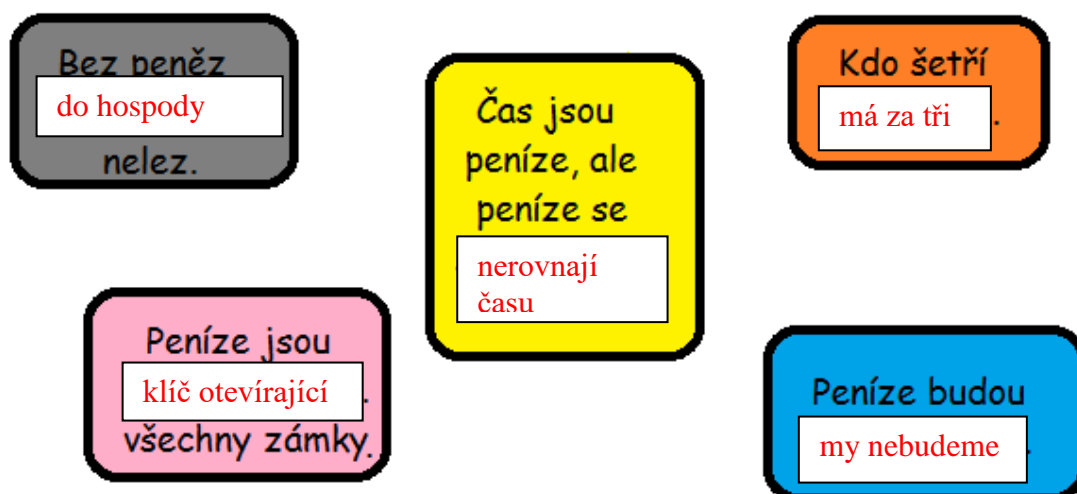 Bez peněz
do hospody
nelez.
Čas jsou
peníze, ale
peníze se
nerovnají
času
Kdo šetří
má za tři .
Peníze jsou
klíč otevírající .
všechny zámky.
Peníze budou
my nebudeme .